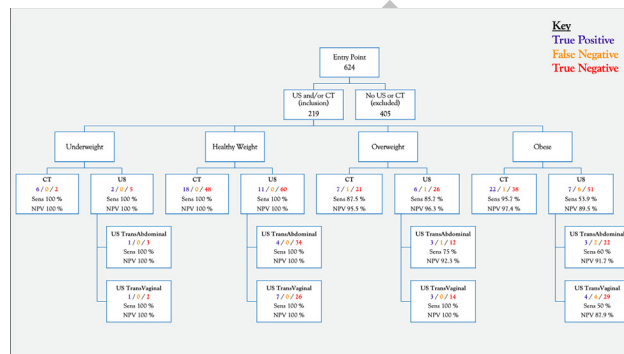 Key
True Positive
False Negative
True Negative
Entry Point
624
US and/or CT
(inclusion)
219
No US or CT
(excluded)
405
Underweight
Healthy Weight
Overweight
Obese
CT
6 / 0 / 2
Sens 100 %
NPV 100 %
US
2 / 0 / 5
Sens 100 %
NPV 100 %
CT
18 / 0 / 48
Sens 100 %
NPV 100 %
US
11 / 0 / 60
Sens 100 %
NPV 100 %
CT
7 / 1 / 21
Sens 87.5 %
NPV 95.5 %
US
6 / 1 / 26
Sens 85.7 %
NPV 96.3 %
CT
22 / 1 / 38
Sens 95.7 %
NPV 97.4 %
US
7 / 6 / 51
Sens 53.9 %
NPV 89.5 %
US TransAbdominal
1 / 0 / 3
Sens 100 %
NPV 100 %
US TransAbdominal
4 / 0 / 34
Sens 100 %
NPV 100 %
US TransAbdominal
3 / 1 / 12
Sens 75 %
NPV 92.3 %
US TransAbdominal
3 / 2 / 22
Sens 60 %
NPV 91.7 %
US TransVaginal
1 / 0 / 2
Sens 100 %
NPV 100 %
US TransVaginal
7 / 0 / 26
Sens 100 %
NPV 100 %
US TransVaginal
3 / 0 / 14
Sens 100 %
NPV 100 %
US TransVaginal
4 / 4 / 29
Sens 50 %
NPV 87.9 %